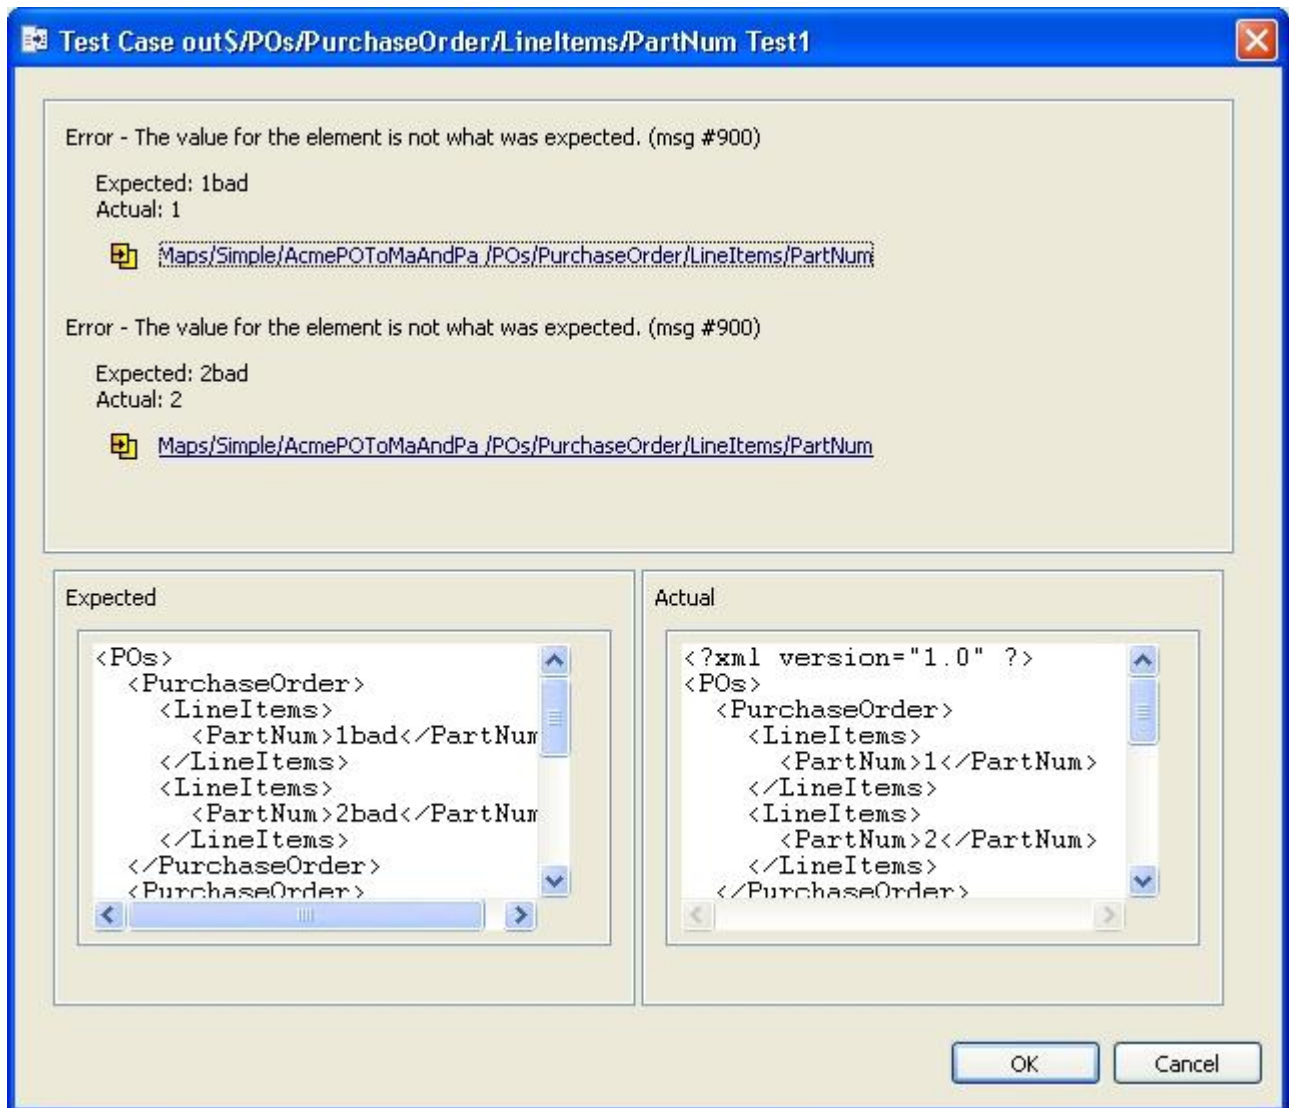 Test Case out$/POs/PurchaseOrder/LineItems/PartNum Test1
Error - The value for the element is not what was expected. (msg #900)
Expected: 1bad
Actual: 1
Maps/Simple/AcmePOToMaAndPa /POs/PurchaseOrder/LineItems/PartNum
Error - The value for the element is not what was expected. (msg #900)
Expected: 2bad
Actual: 2
Maps/Simple/AcmePOToMaAndPa /POs/PurchaseOrder/LineItems/PartNum
Expected
<POs>
<PurchaseOrder>
<LineItems>
<PartNum>1bad</PartNum
</LineItems>
<LineItems>
<PartNum>2bad</PartNum
</LineItems>
</PurchaseOrder>
<PurchaseOrder>
Actual
<?xml version="1.0" ?>
<POs>
<PurchaseOrder>
<LineItems>
<PartNum>1</PartNum>
</LineItems>
<LineItems>
<PartNum>2</PartNum>
</LineItems>
</PurchaseOrder>
OK
Cancel